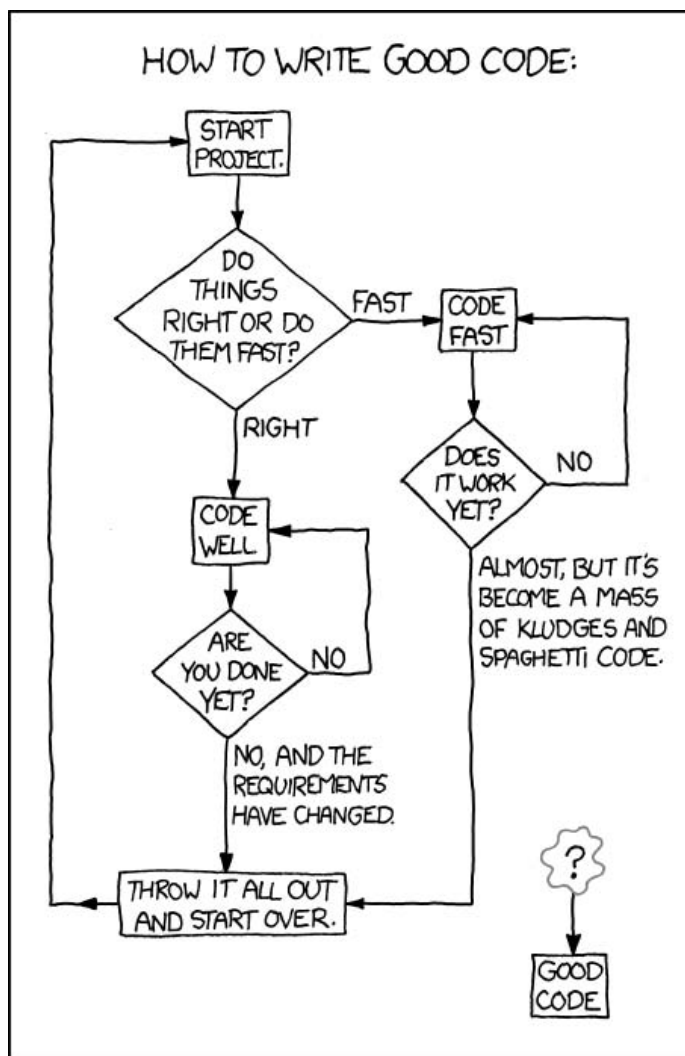 HOW TO WRITE GOOD CODE:
START
PROJECT.
DO
THINGS
RIGHT OR DO
THEM FAST?
FAST
CODE
FAST
RIGHT
DOES
IT WORK
YET?
NO
CODE
WELL
ALMOST, BUT IT'S
BECOME A MASS
OF KLUDGES AND
SPAGHETTI CODE.
ARE
YOU DONE
YET?
NO
NO, AND THE
REQUIREMENTS
HAVE CHANGED.
THROW IT ALL OUT
AND START OVER.
?
GOOD
CODE